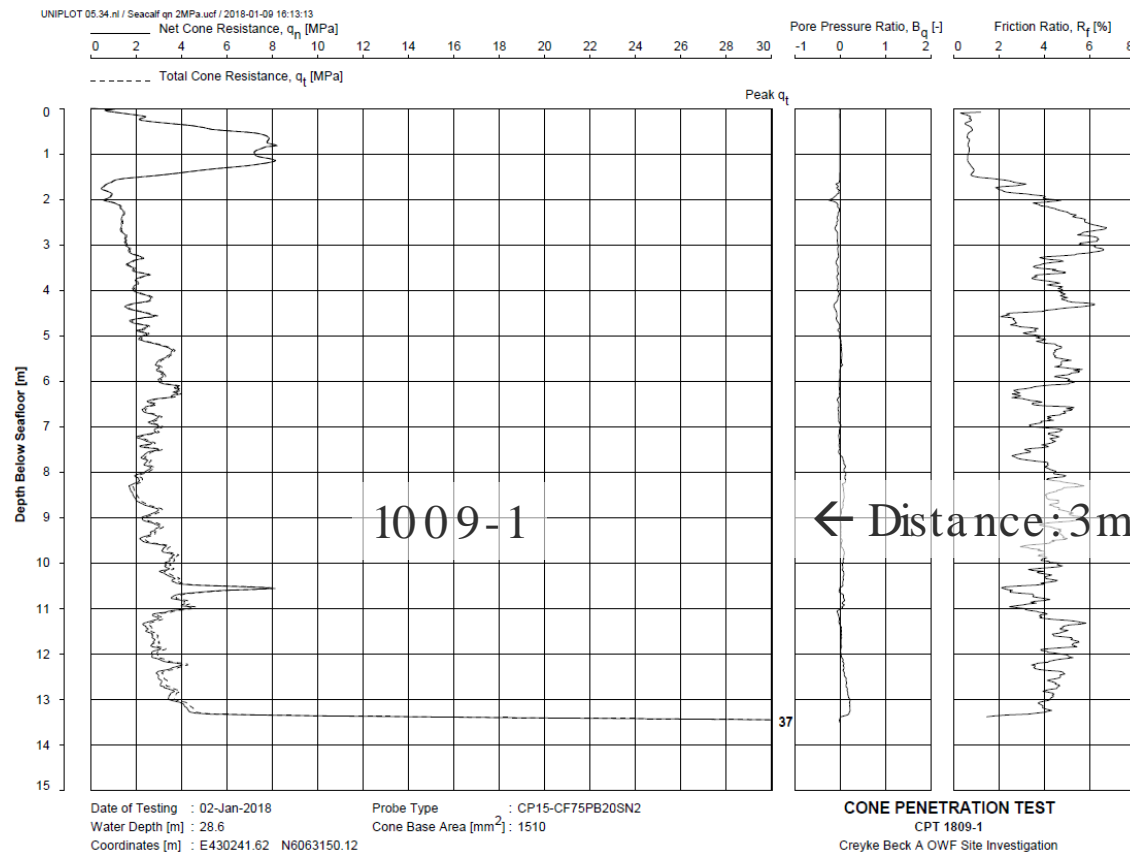 UNIPLOT 05.34.nl / Seacalf qn 2MPa.ucf / 2018-01-09 16:13:13
Net Cone Resistance, qn [MPa]
0 2 4 6 8 10 12 14 16 18 20 22 24 26 28 30
Total Cone Resistance, qt [MPa]
Peak qt
Pore Pressure Ratio, Bq [-]
-1 0 2
Friction Ratio, Rf [%]
0 2 4 6 8
Depth Below Seafloor [m]
0
1
2
3
4
5
6
7
8
9
10
11
12
13
14
15
37
1009-1
← Distance: 3m
Date of Testing : 02-Jan-2018
Water Depth [m] : 28.6
Coordinates [m] : E430241.62 N6063150.12
Probe Type : CP15-CF75PB20SN2
Cone Base Area [mm2] : 1510
CONE PENETRATION TEST
CPT 1809-1
Creyke Beck A OWF Site Investigation